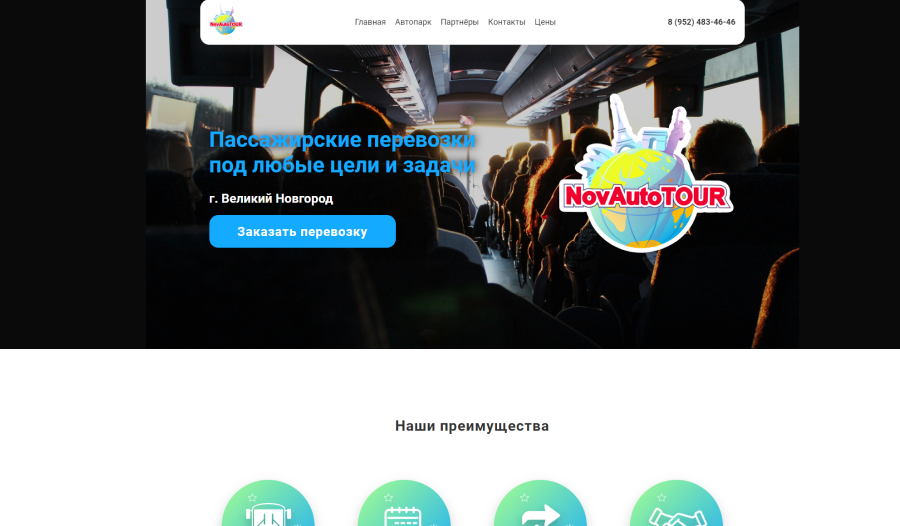 NovAutoTOUR
Главная Автопарк Партнёры Контакты Цены
8 (952) 483-46-46
Пассажирские перевозки
под любые цели и задачи
г. Великий Новгород
Заказать перевозку
NovAutoTOUR
Наши преимущества